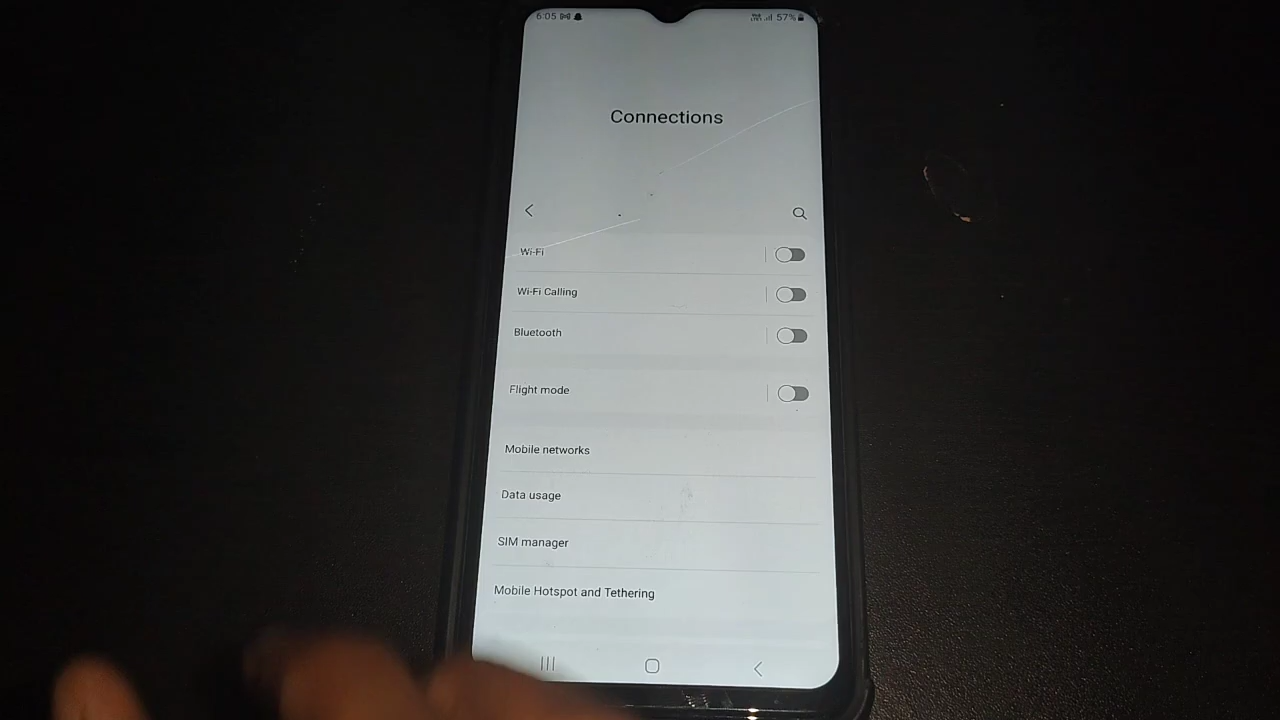 6:05 57%
Connections
Wi-Fi
Wi-Fi Calling
Bluetooth
Flight mode
Mobile networks
Data usage
SIM manager
Mobile Hotspot and Tethering